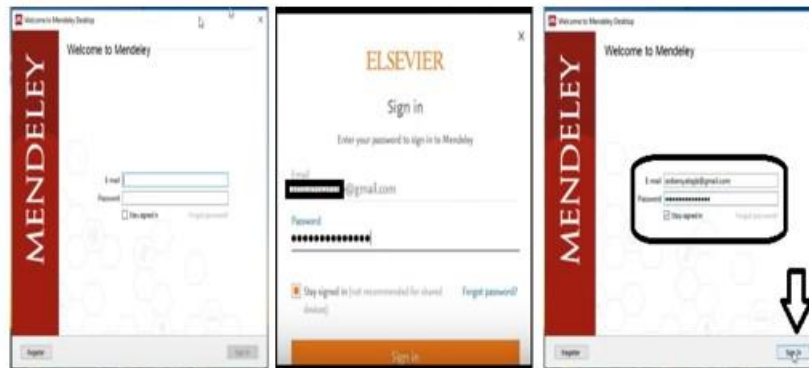 Welcome to Mendeley Desktop
Welcome to Mendeley
MENDELEY
E-mail
Password
Stay signed in
Forgot password?
Register
Sign In
ELSEVIER
Sign in
Enter your password to sign in to Mendeley
Email
@gmail.com
Password
Stay signed in (not recommended for shared
devices)
Forgot password?
Sign in
Welcome to Mendeley Desktop
Welcome to Mendeley
MENDELEY
E-mail
Password
Stay signed in
Forgot password?
Register
Sign In